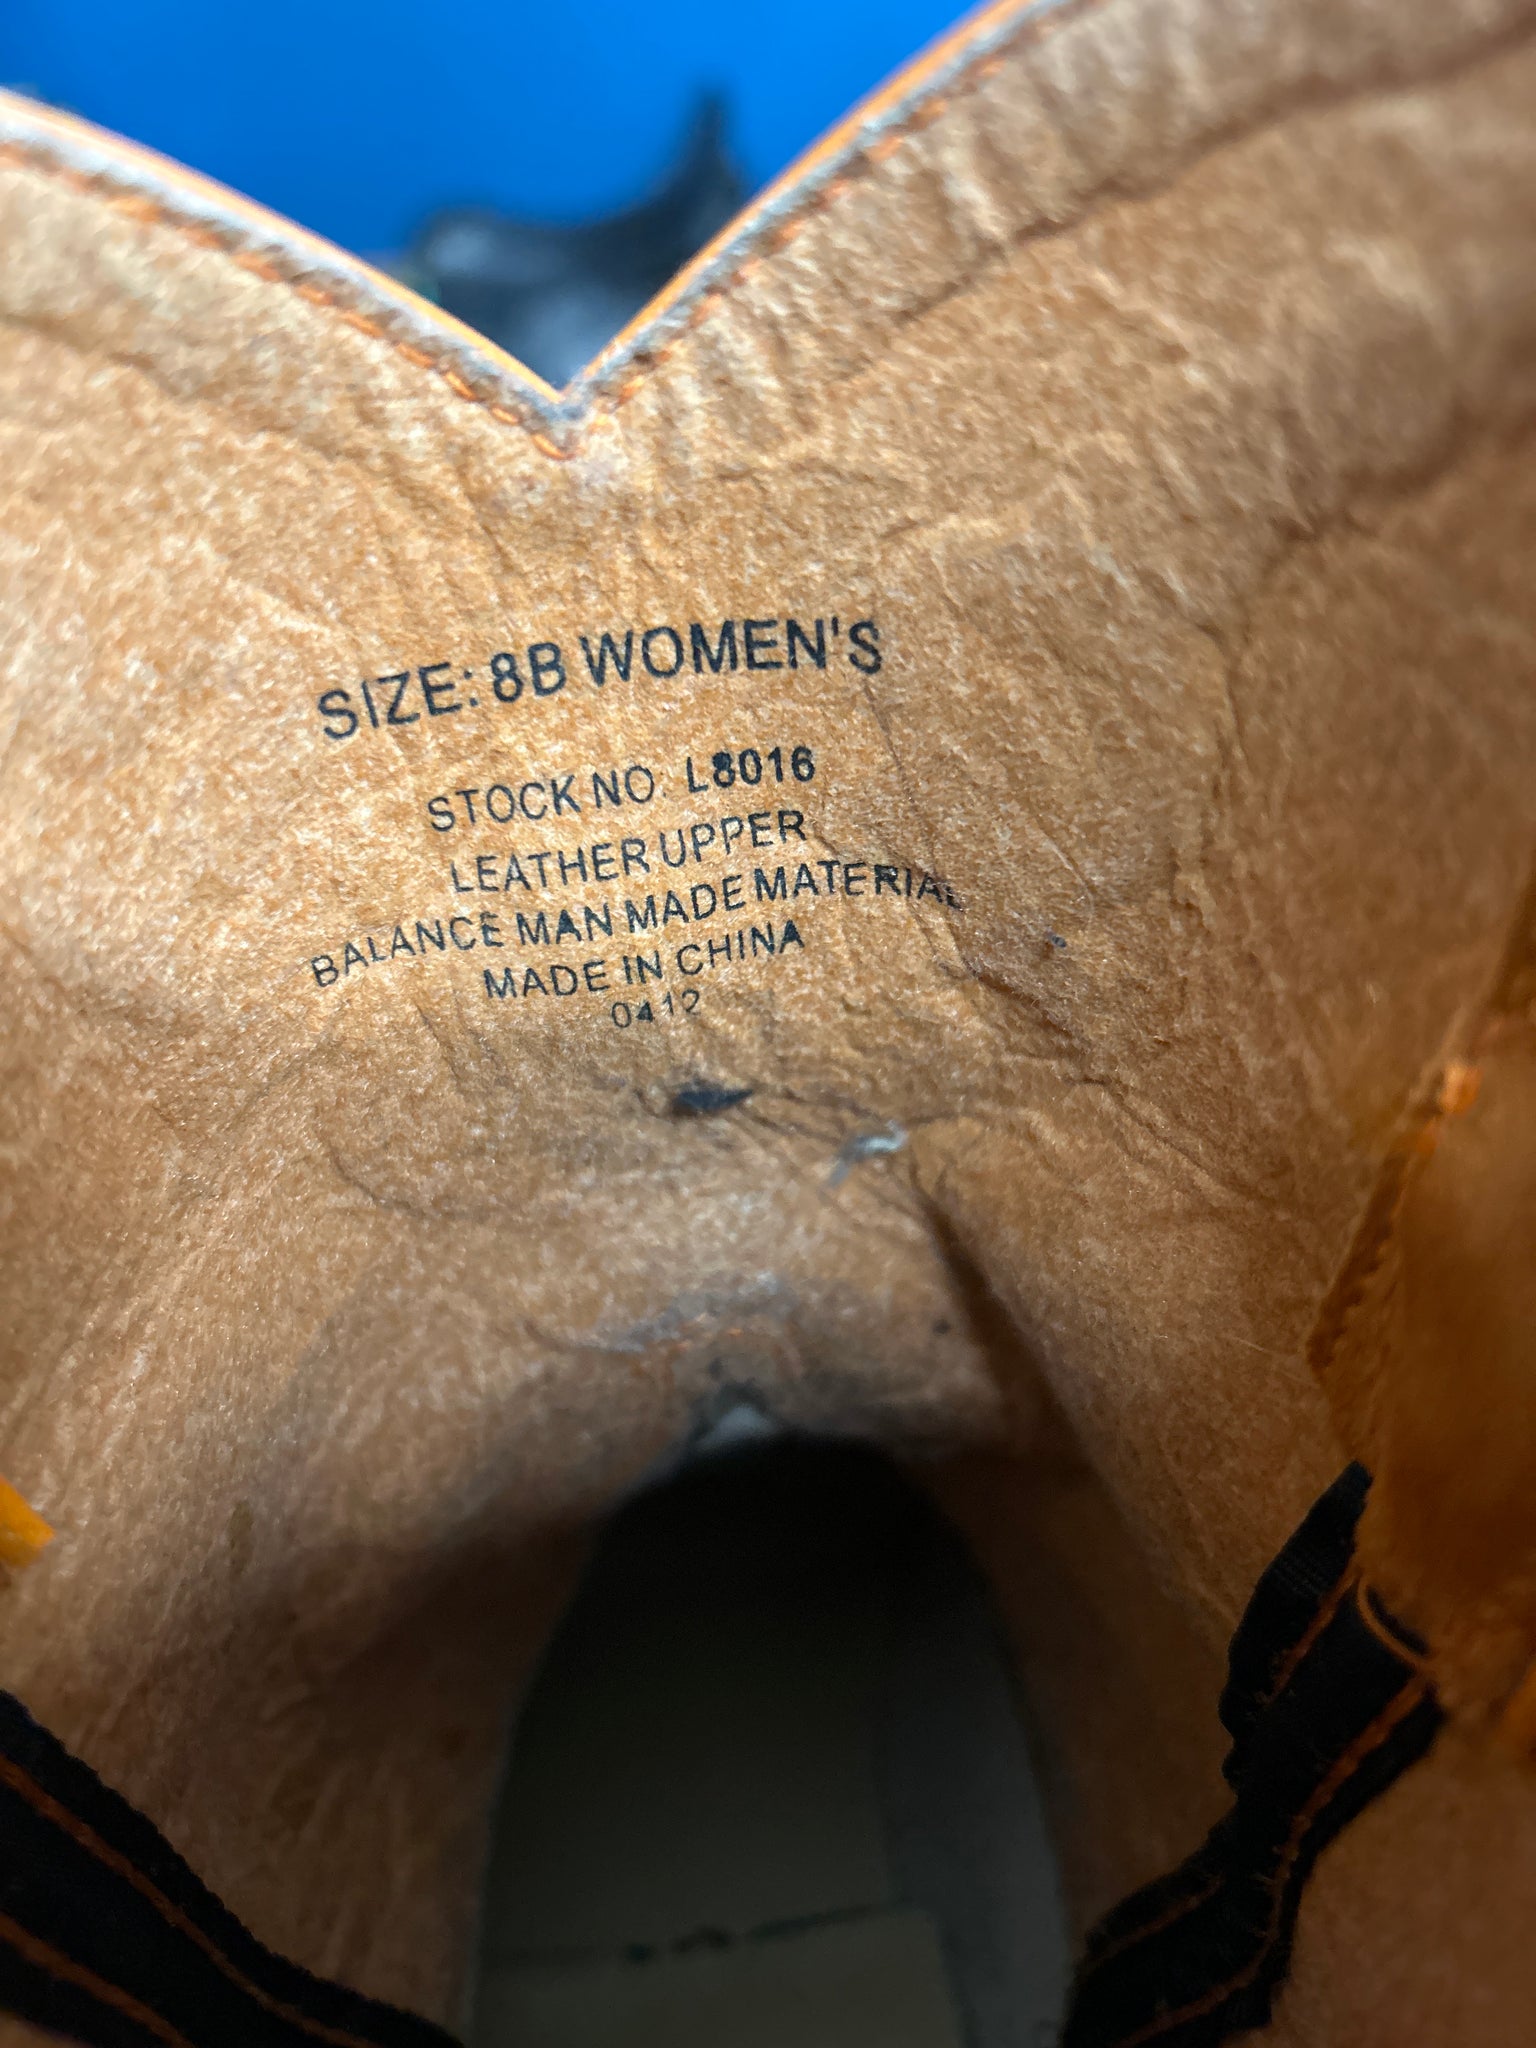 SIZE: 8B WOMEN'S
STOCK NO. L8016
LEATHER UPPER
BALANCE MAN MADE MATERIAL
MADE IN CHINA
0412